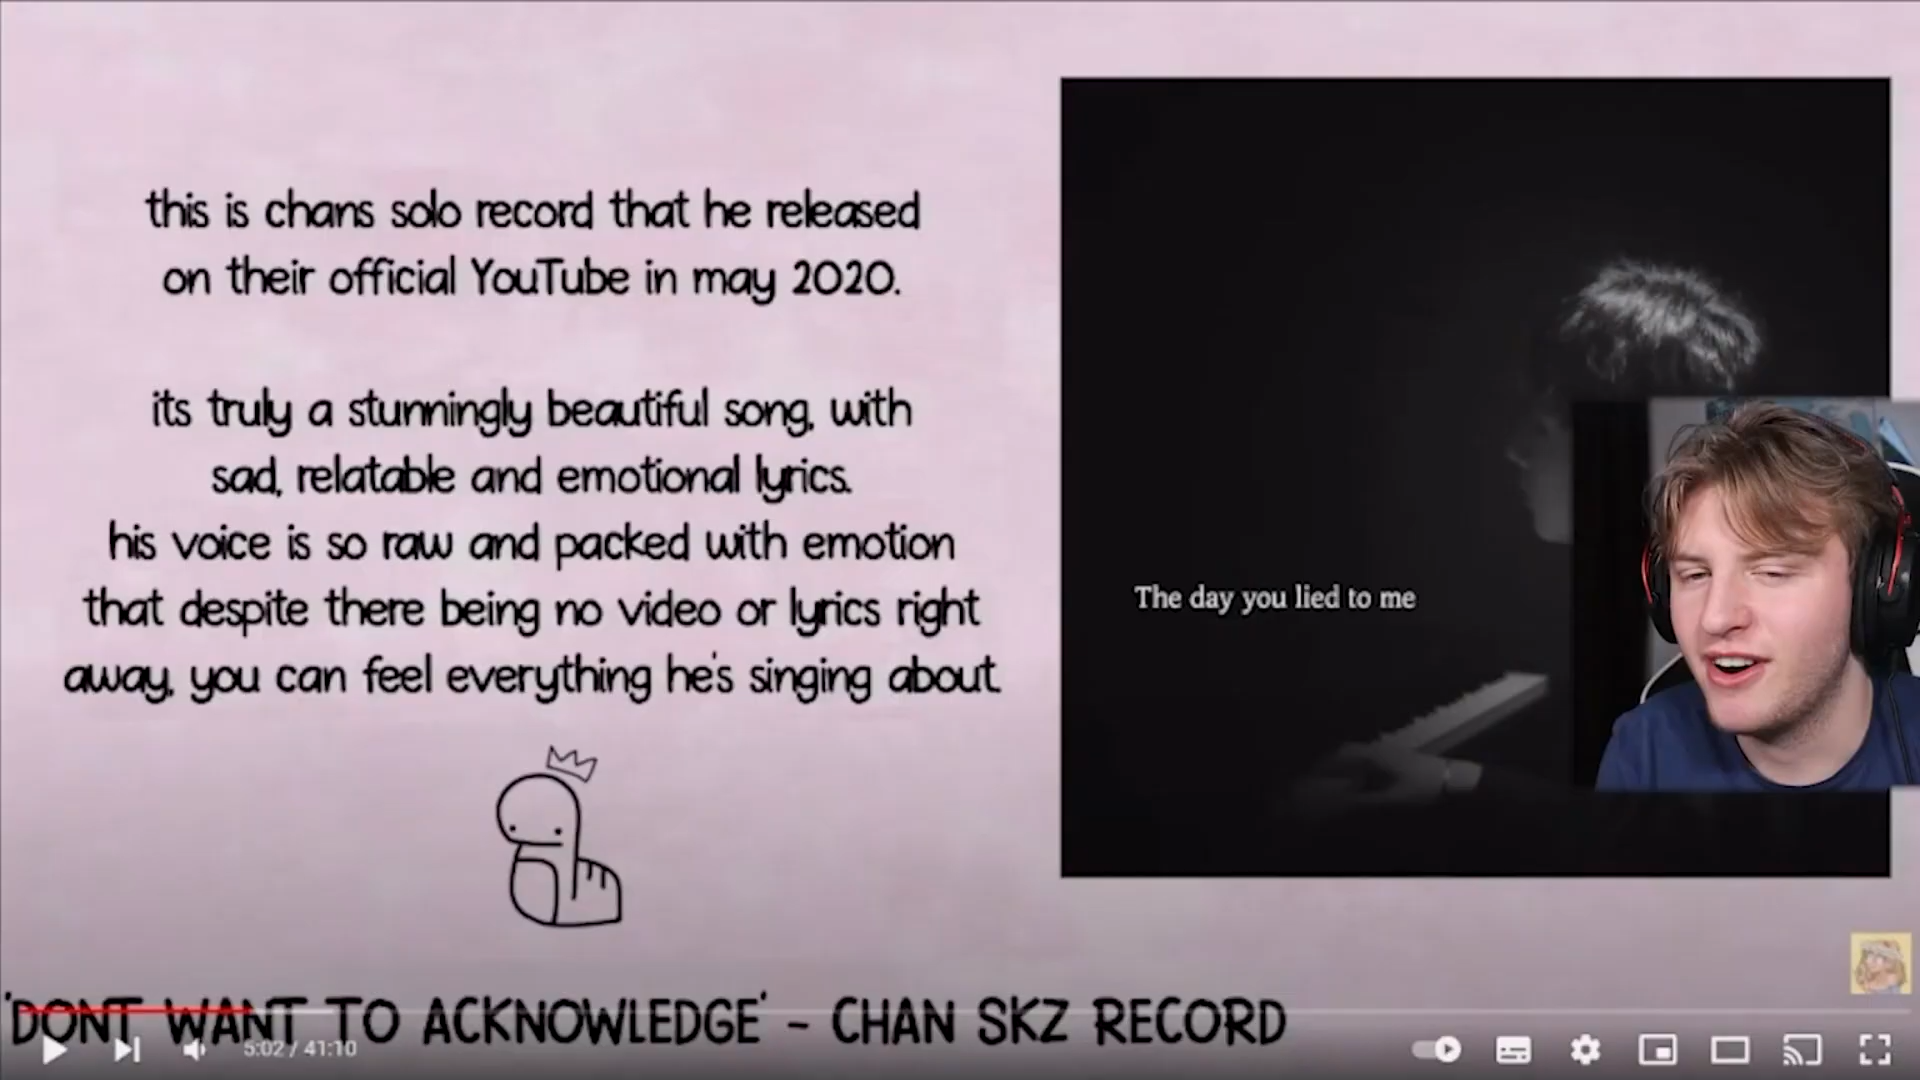 this is chans solo record that he released
on their official YouTube in may 2020.
its truly a stunningly beautiful song, with
sad, relatable and emotional lyrics.
his voice is so raw and packed with emotion
that despite there being no video or lyrics right
away, you can feel everything he's singing about.
The day you lied to me
'DONT WANT TO ACKNOWLEDGE' - CHAN SKZ RECORD
5:02 / 41:10